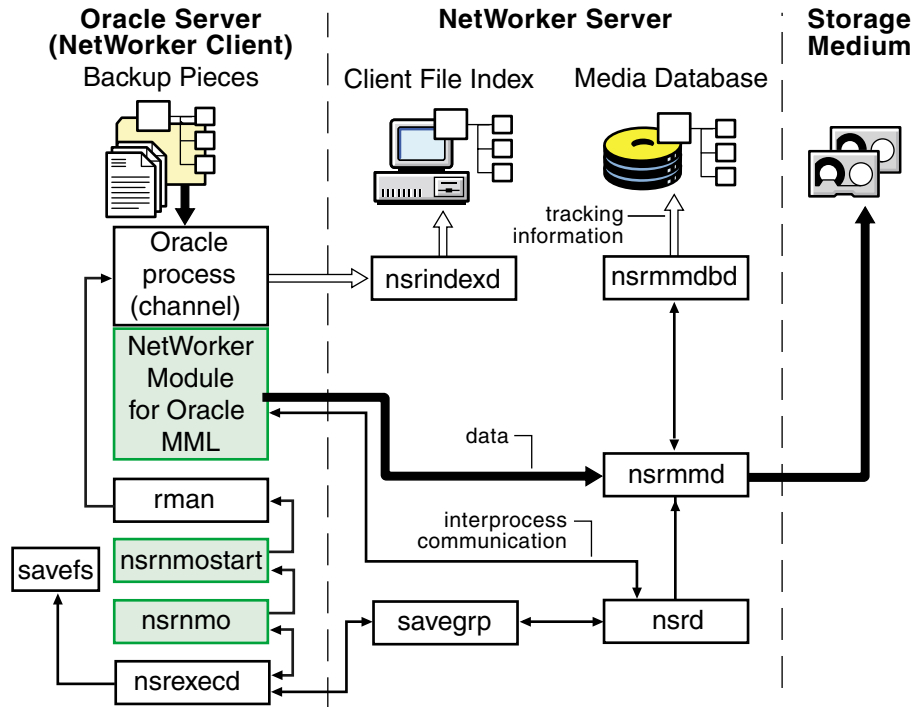 Oracle Server
(NetWorker Client)
NetWorker Server
Storage
Medium
Backup Pieces
Client File Index
Media Database
tracking
information
Oracle
process
(channel)
nsrindexd
nsrmmdbd
NetWorker
Module
for Oracle
MML
data
nsrmmd
rman
interprocess
communication
nsrnmostart
savefs
nsrnmo
savegrp
nsrd
nsrexecd